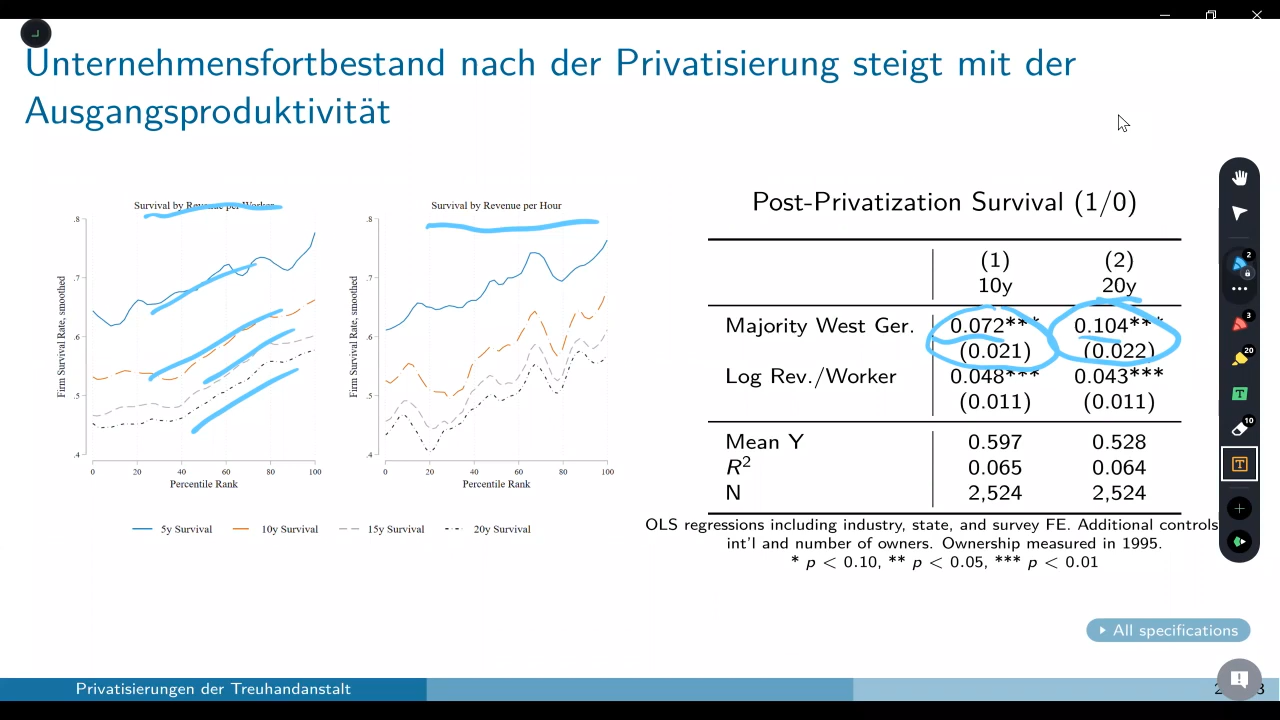 Unternehmensfortbestand nach der Privatisierung steigt mit der
Ausgangsproduktivität
Survival by Revenue per Worker
.8
.7
.6
.5
.4
Firm Survival Rate, smoothed
0 20 40 60 80 100
Percentile Rank
Survival by Revenue per Hour
.8
.7
.6
.5
.4
Firm Survival Rate, smoothed
0 20 40 60 80 100
Percentile Rank
5y Survival 10y Survival 15y Survival 20y Survival
Post-Privatization Survival (1/0)
(1) (2)
10y 20y
Majority West Ger. 0.072*** 0.104***
(0.021) (0.022)
Log Rev./Worker 0.048*** 0.043***
(0.011) (0.011)
Mean Y 0.597 0.528
R² 0.065 0.064
N 2,524 2,524
OLS regressions including industry, state, and survey FE. Additional controls
int'l and number of owners. Ownership measured in 1995.
* p < 0.10, ** p < 0.05, *** p < 0.01
All specifications
Privatisierungen der Treuhandanstalt
2
3
20
T
10
T